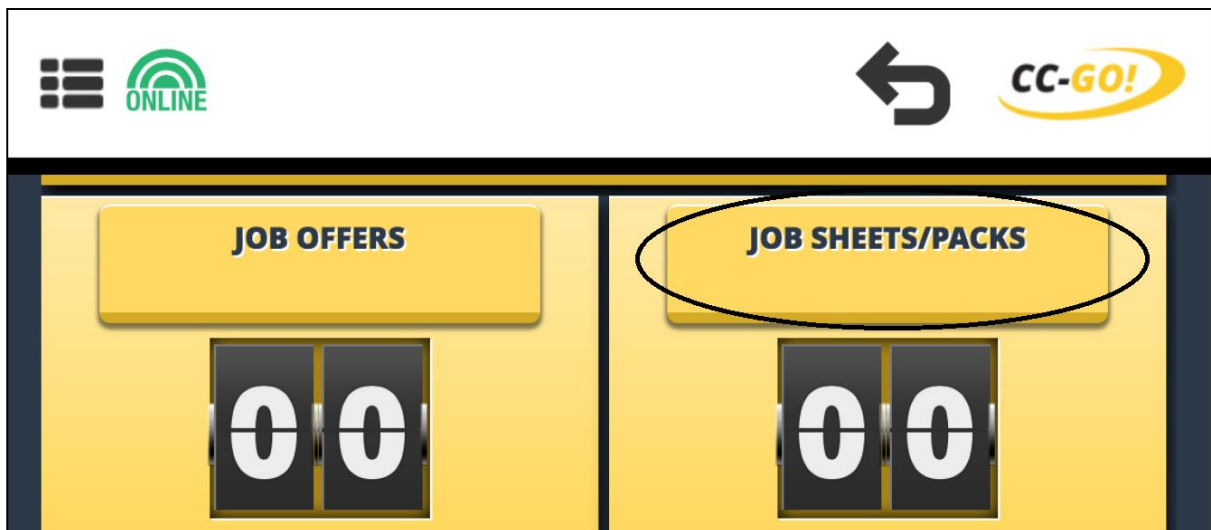 ONLINE
CC-GO!
JOB OFFERS
JOB SHEETS/PACKS
00
00